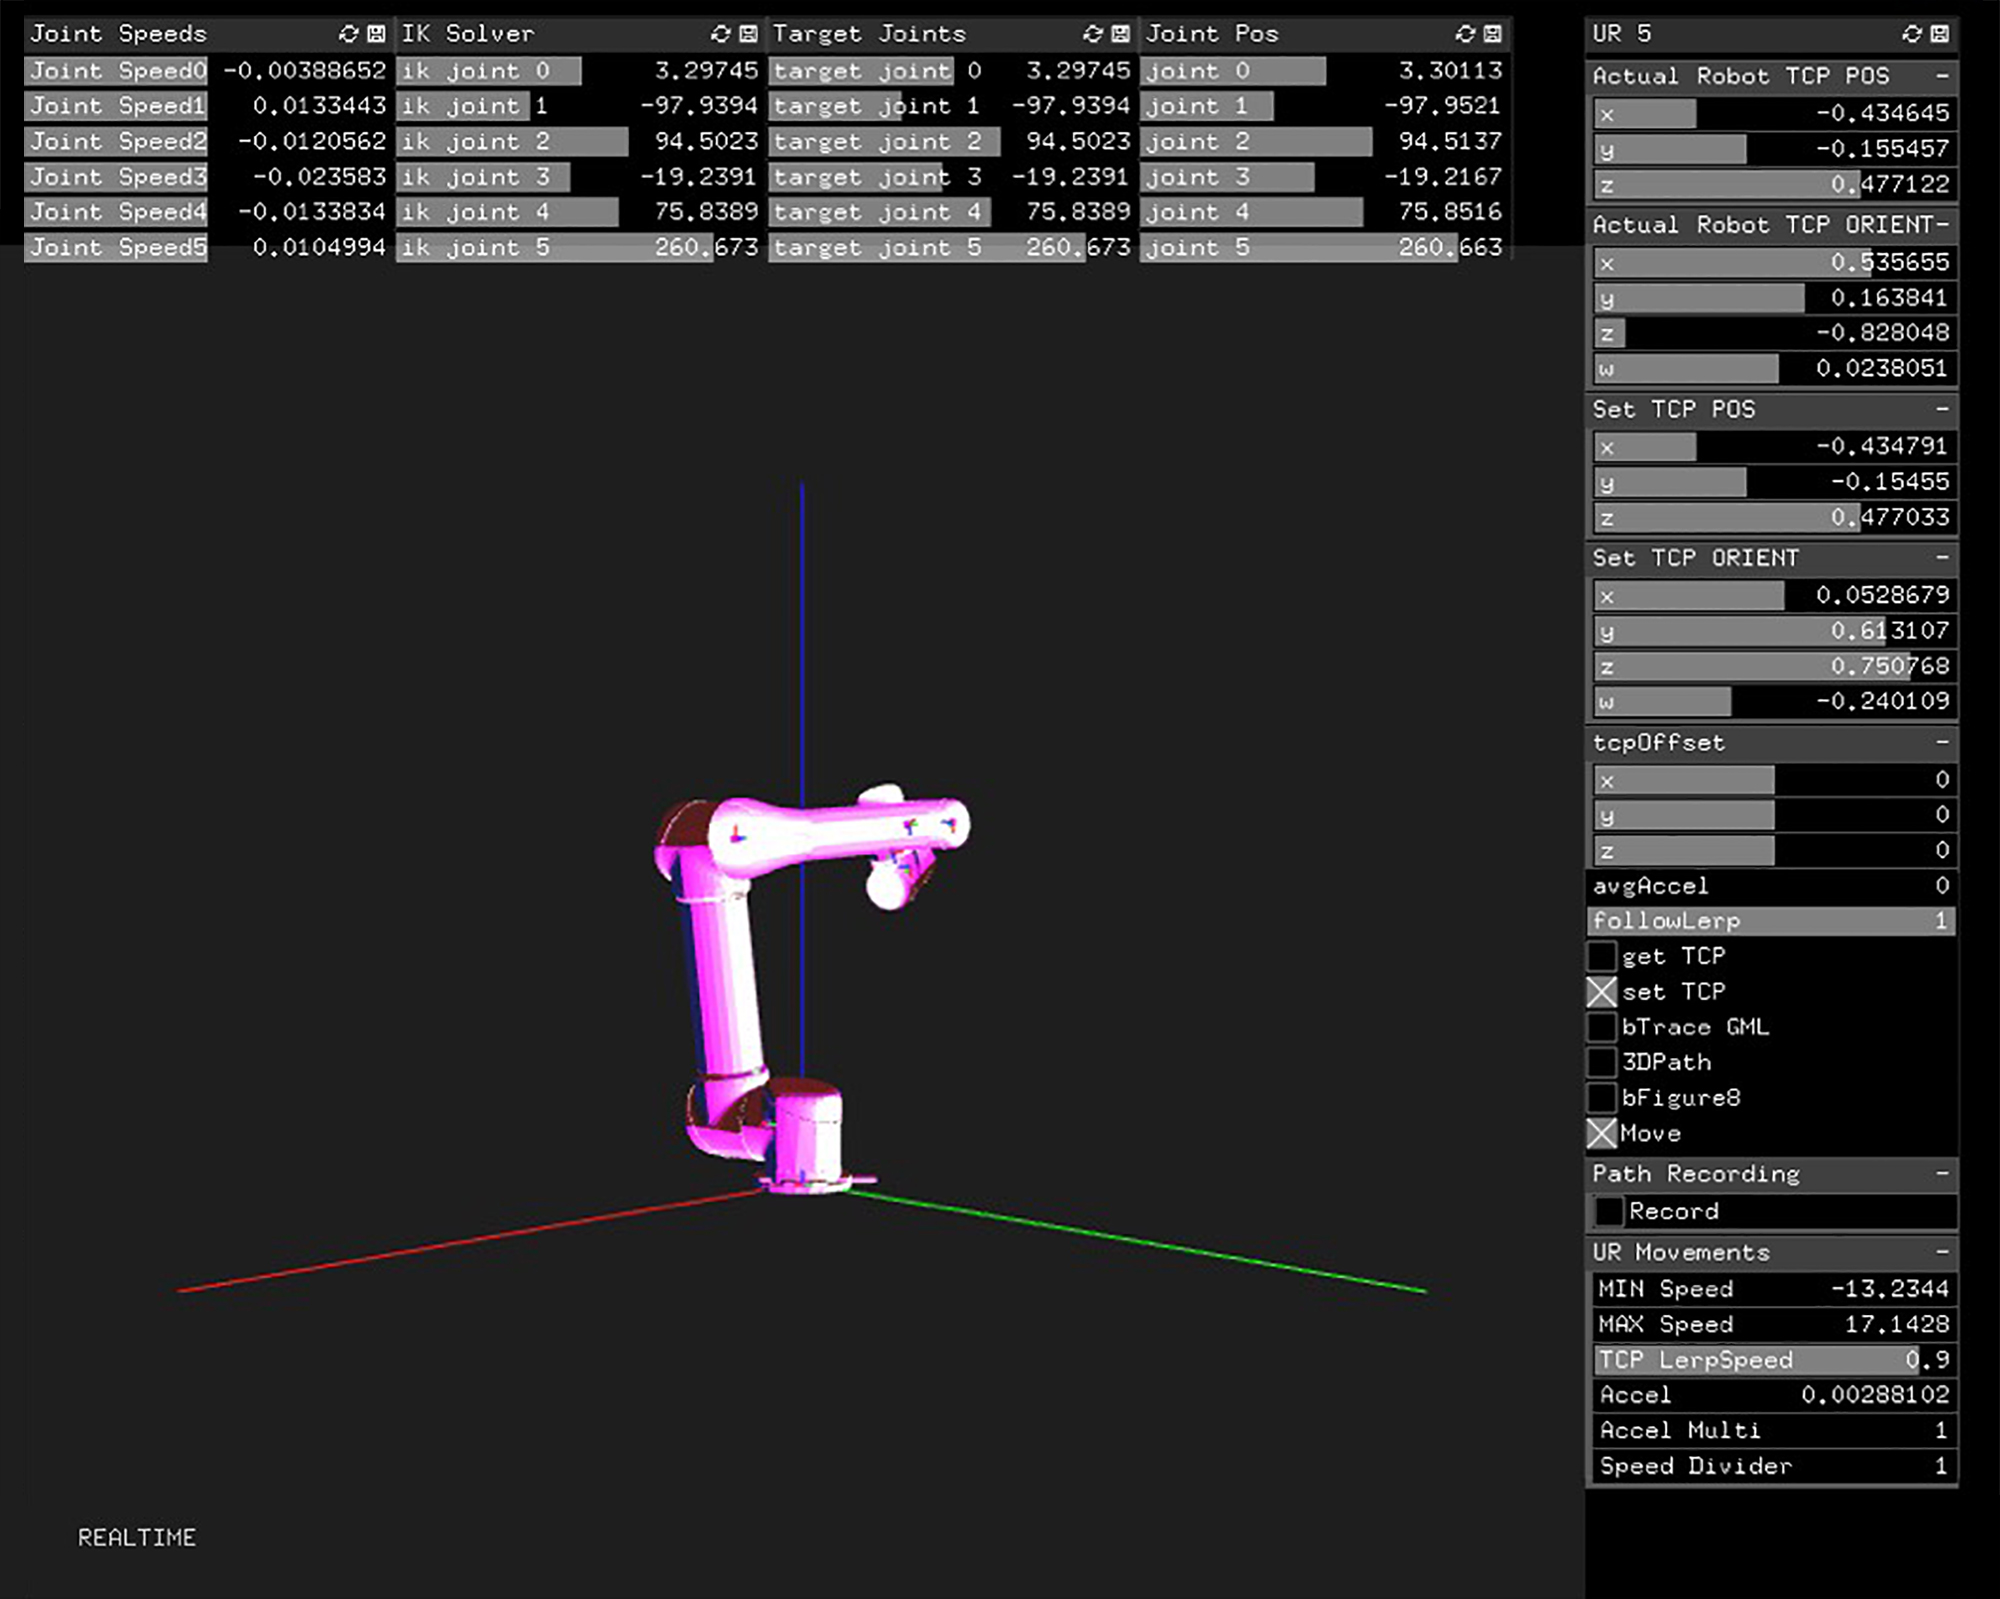 Joint Speeds
Joint Speed0 -0.00388652
Joint Speed1 0.0133443
Joint Speed2 -0.0120562
Joint Speed3 -0.023583
Joint Speed4 -0.0133834
Joint Speed5 0.0104994
IK Solver
ik joint 0 3.29745
ik joint 1 -97.9394
ik joint 2 94.5023
ik joint 3 -19.2391
ik joint 4 75.8389
ik joint 5 260.673
Target Joints
target joint 0 3.29745
target joint 1 -97.9394
target joint 2 94.5023
target joint 3 -19.2391
target joint 4 75.8389
target joint 5 260.673
Joint Pos
joint 0 3.30113
joint 1 -97.9521
joint 2 94.5137
joint 3 -19.2167
joint 4 75.8516
joint 5 260.663
UR 5
Actual Robot TCP POS -
x -0.434645
y -0.155457
z 0.477122
Actual Robot TCP ORIENT-
x 0.535655
y 0.163841
z -0.828048
w 0.0238051
Set TCP POS -
x -0.434791
y -0.15455
z 0.477033
Set TCP ORIENT -
x 0.0528679
y 0.613107
z 0.750768
w -0.240109
tcpOffset -
x 0
y 0
z 0
avgAccel 0
followLerp 1
get TCP
set TCP
bTrace GML
3DPath
bFigure8
Move
Path Recording -
Record
UR Movements -
MIN Speed -13.2344
MAX Speed 17.1428
TCP LerpSpeed 0.9
Accel 0.00288102
Accel Multi 1
Speed Divider 1
REALTIME